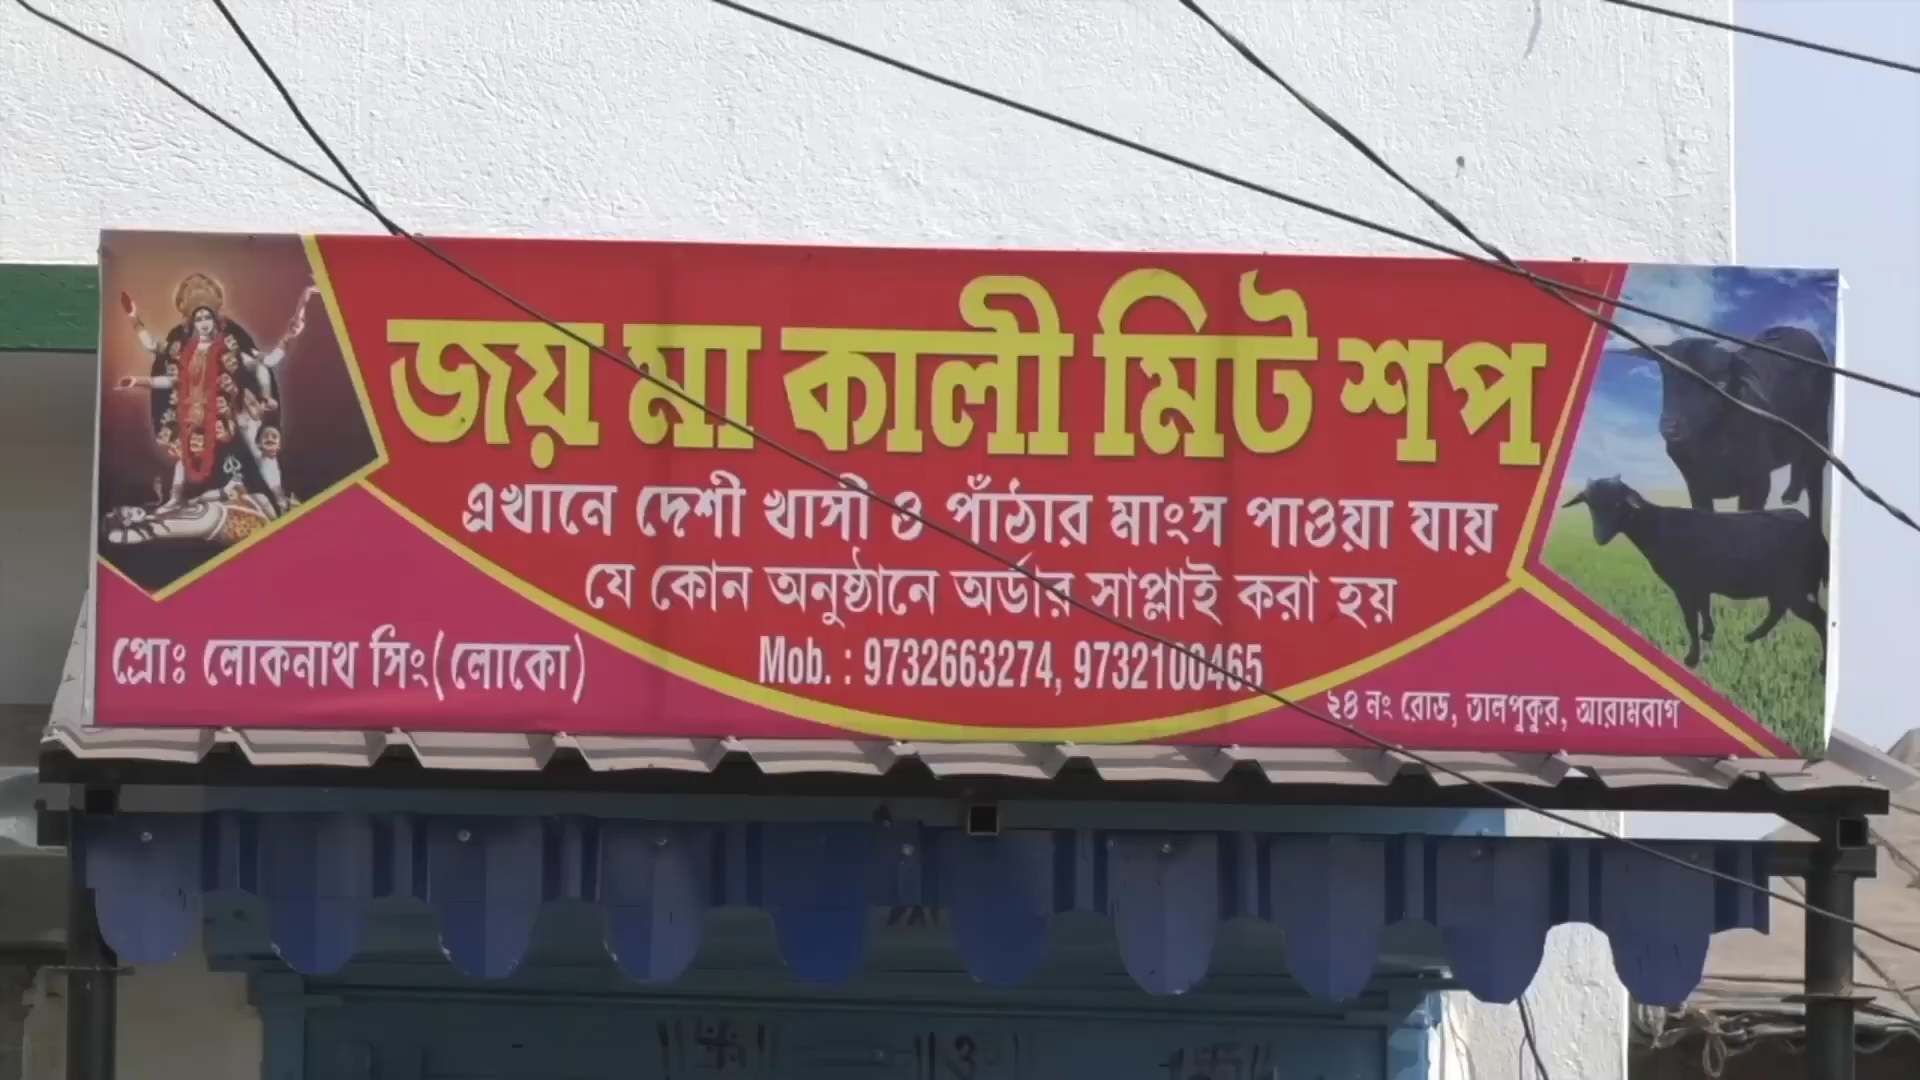 জয় মা কালী মিট শপ
এখানে দেশী খাসী ও পাঁঠার মাংস পাওয়া যায়
যে কোন অনুষ্ঠানে অর্ডার সাপ্লাই করা হয়
Mob. : 9732663274, 9732100465
প্রোঃ লোকনাথ সিং(লোকো)
২৪ নং রোড, তালপুকুর, আরামবাগ